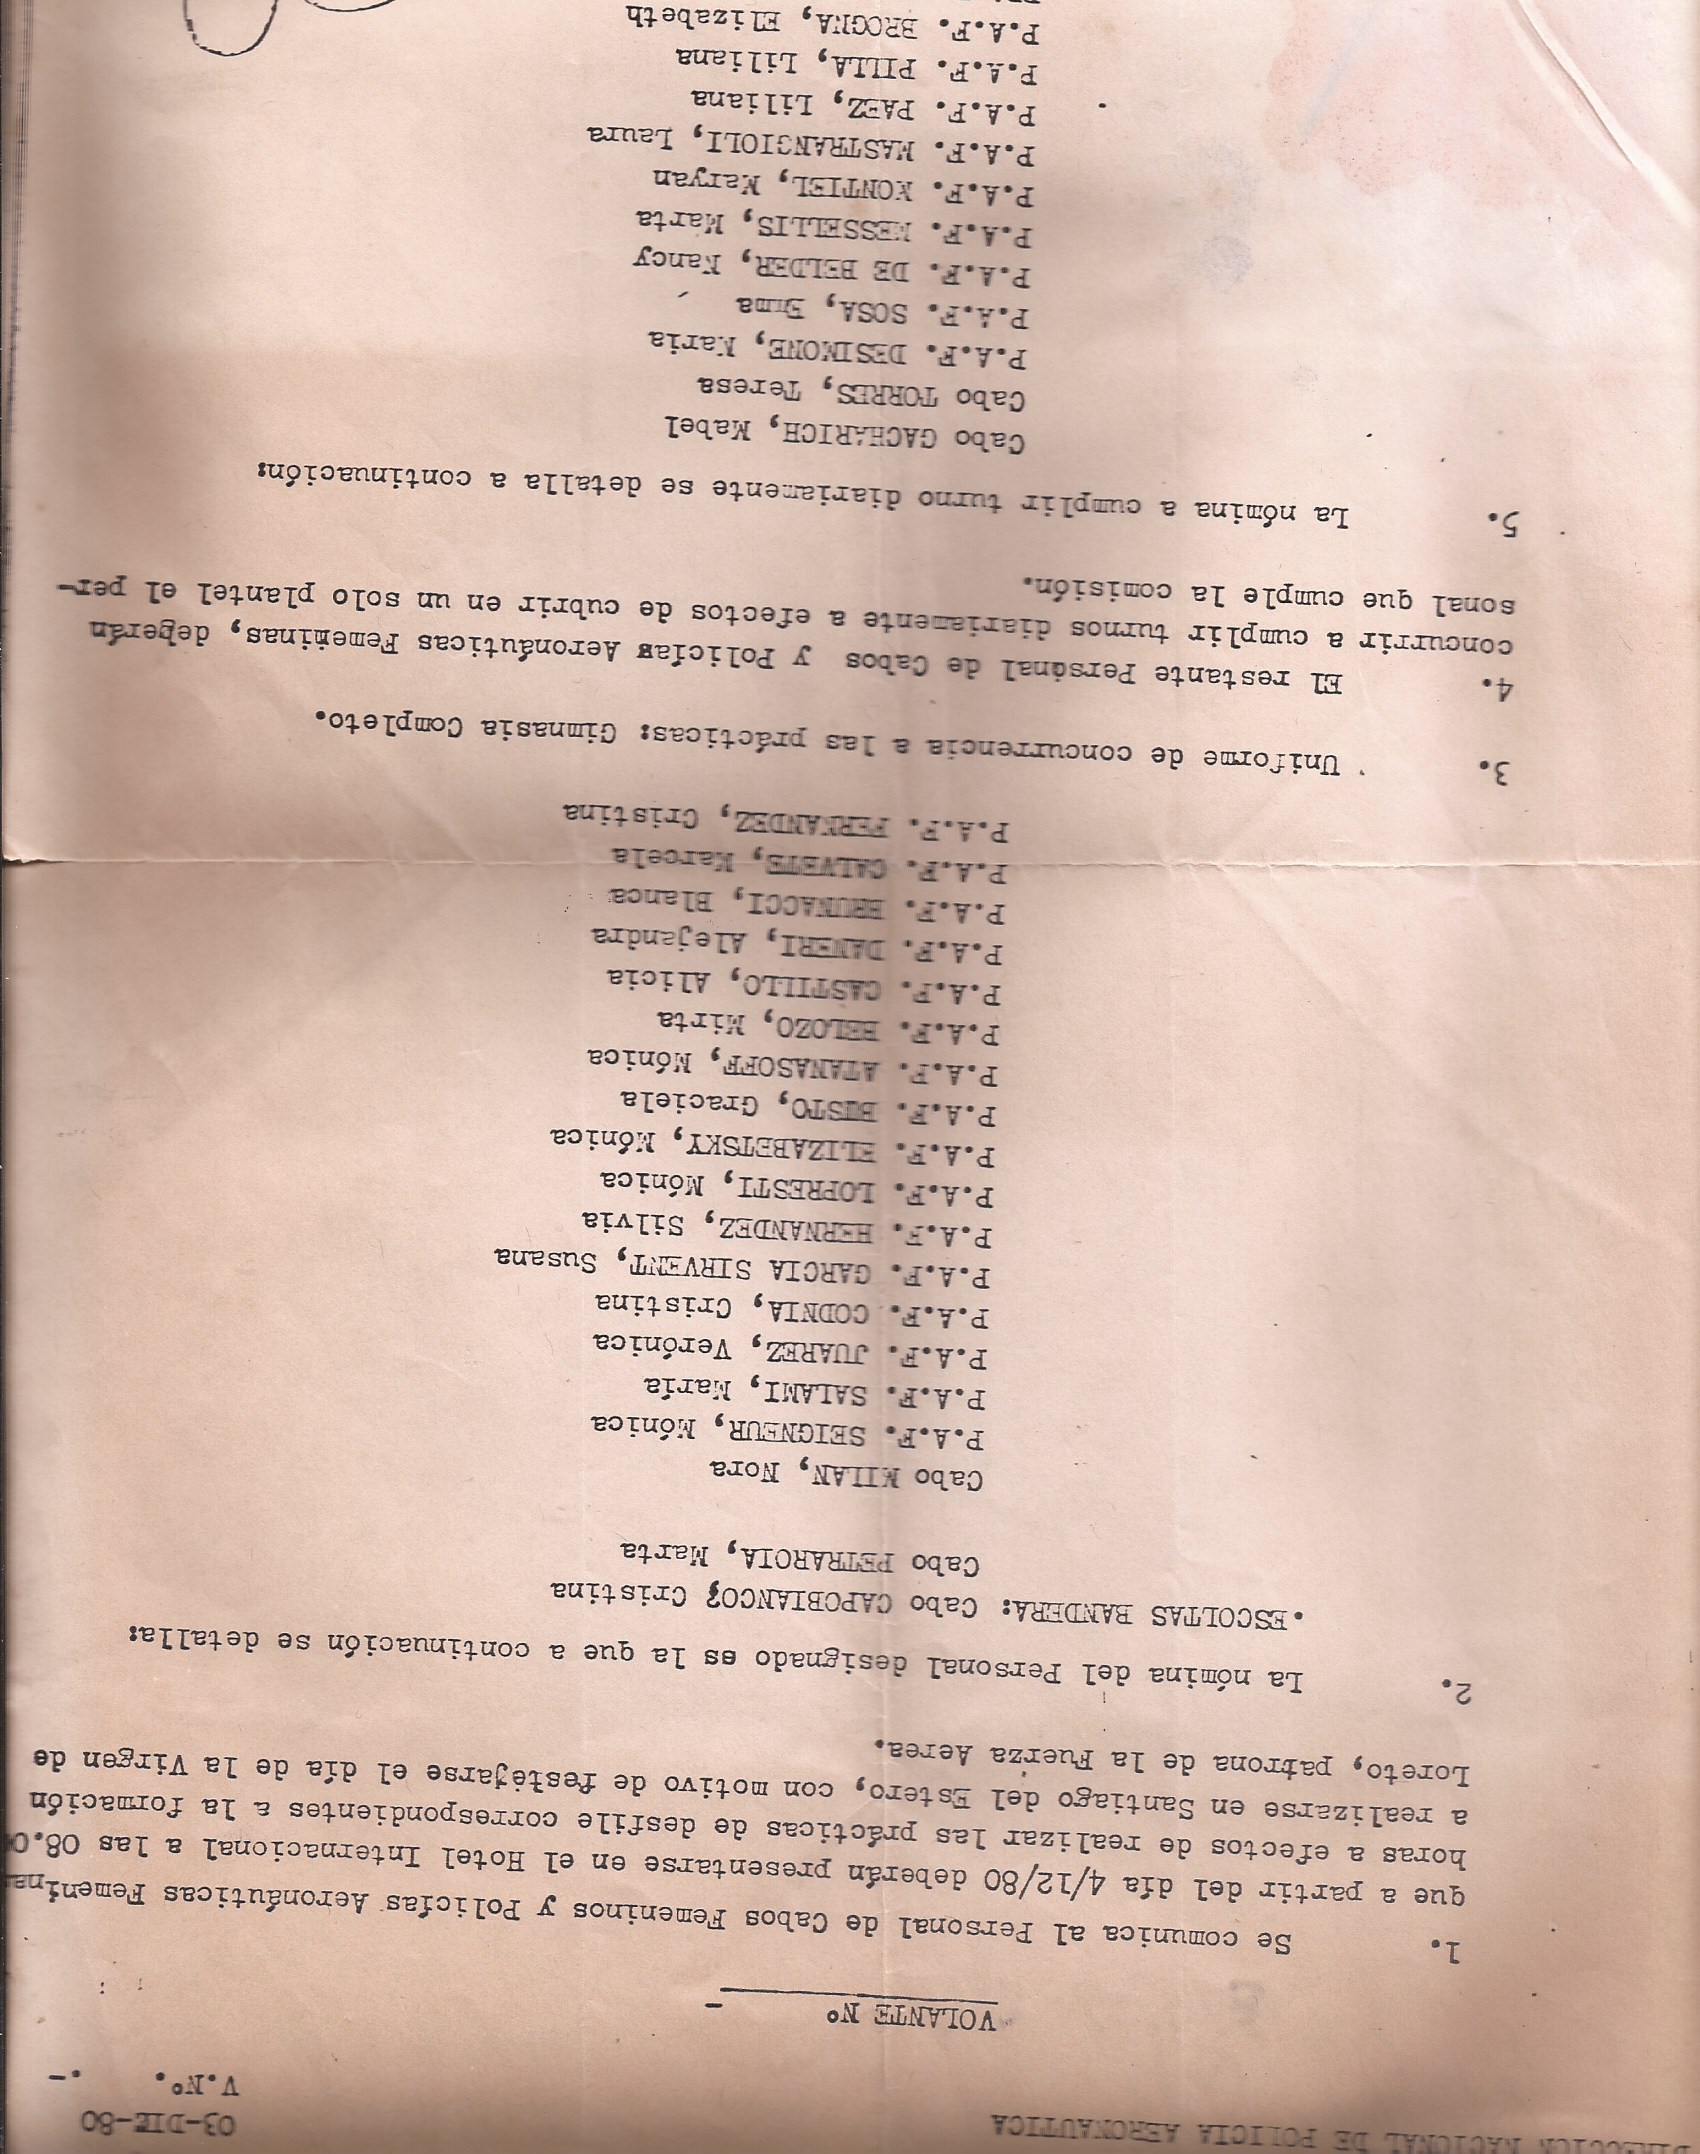 DIRECCION NACIONAL DE POLICIA AERONAUTICA
03-DIE-80
V.Nº. .-
VOLANTE Nº -
1. Se comunica al Personal de Cabos Femeninos y Policías Aeronáuticas Femenina
que a partir del día 4/12/80 deberán presentarse en el Hotel Internacional a las 08.0
horas a efectos de realizar las prácticas de desfile correspondientes a la formación
a realizarse en Santiago del Estero, con motivo de festejarse el día de la Virgen de
Loreto, patrona de la Fuerza Aerea.
2. La nómina del Personal designado es la que a continuación se detalla:
.ESCOLTAS BANDERA: Cabo CAPOBIANCO? Cristina
Cabo PETRAROIA, Marta
Cabo MILAN, Nora
P.A.F. SEIGNEUR, Mónica
P.A.F. SALAMI, María
P.A.F. JUAREZ, Verónica
P.A.F. CODNIA, Cristina
P.A.F. GARCIA SIRVENT, Susana
P.A.F. HERNANDEZ, Silvia
P.A.F. LOPRESTI, Mónica
P.A.F. ELIZABETSKY, Mónica
P.A.F. BUSTO, Graciela
P.A.F. ATANASOFF, Mónica
P.A.F. BELOZO, Mirta
P.A.F. CASTILLO, Alicia
P.A.F. DANERI, Alejandra
P.A.F. BRUNACCI, Blanca
P.A.F. CALVETE, Marcela
P.A.F. FERNANDEZ, Cristina
3. Uniforme de concurrencia a las prácticas: Gimnasia Completo.
4. El restante Personal de Cabos y Policías Aeronáuticas Femeninas, deberán
concurrir a cumplir turnos diariamente a efectos de cubrir en un solo plantel el per-
sonal que cumple la comisión.
5. La nómina a cumplir turno diariamente se detalla a continuación:
Cabo GACHARICH, Mabel
Cabo TORRES, Teresa
P.A.F. DESIMONE, Maria
P.A.F. SOSA, Emma
P.A.F. DE BELDER, Nancy
P.A.F. MESSELLIS, Marta
P.A.F. MONTIEL, Maryan
P.A.F. MASTRANGIOLI, Laura
P.A.F. PAEZ, Liliana
P.A.F. PILLA, Liliana
P.A.F. BROGNA, Elizabeth